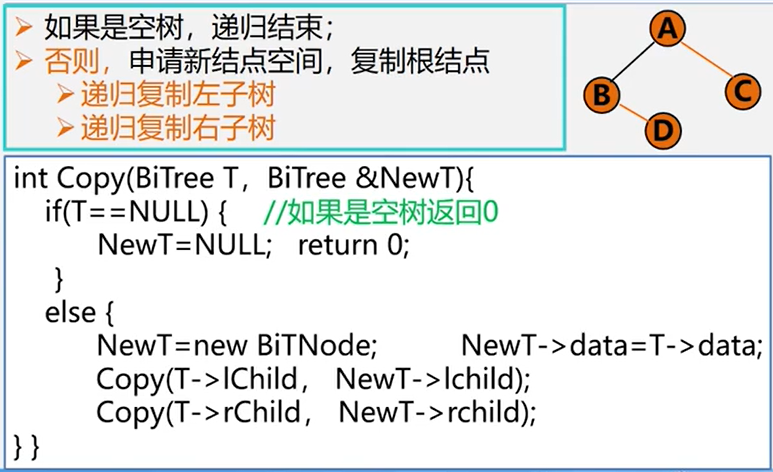 ➢ 如果是空树，递归结束；
➢ 否则，申请新结点空间，复制根结点
➢递归复制左子树
➢递归复制右子树
A
B
C
D
int Copy(BiTree T，BiTree &NewT){
if(T==NULL) { //如果是空树返回0
NewT=NULL; return 0;
}
else {
NewT=new BiTNode; NewT->data=T->data;
Copy(T->lChild， NewT->lchild);
Copy(T->rChild， NewT->rchild);
} }